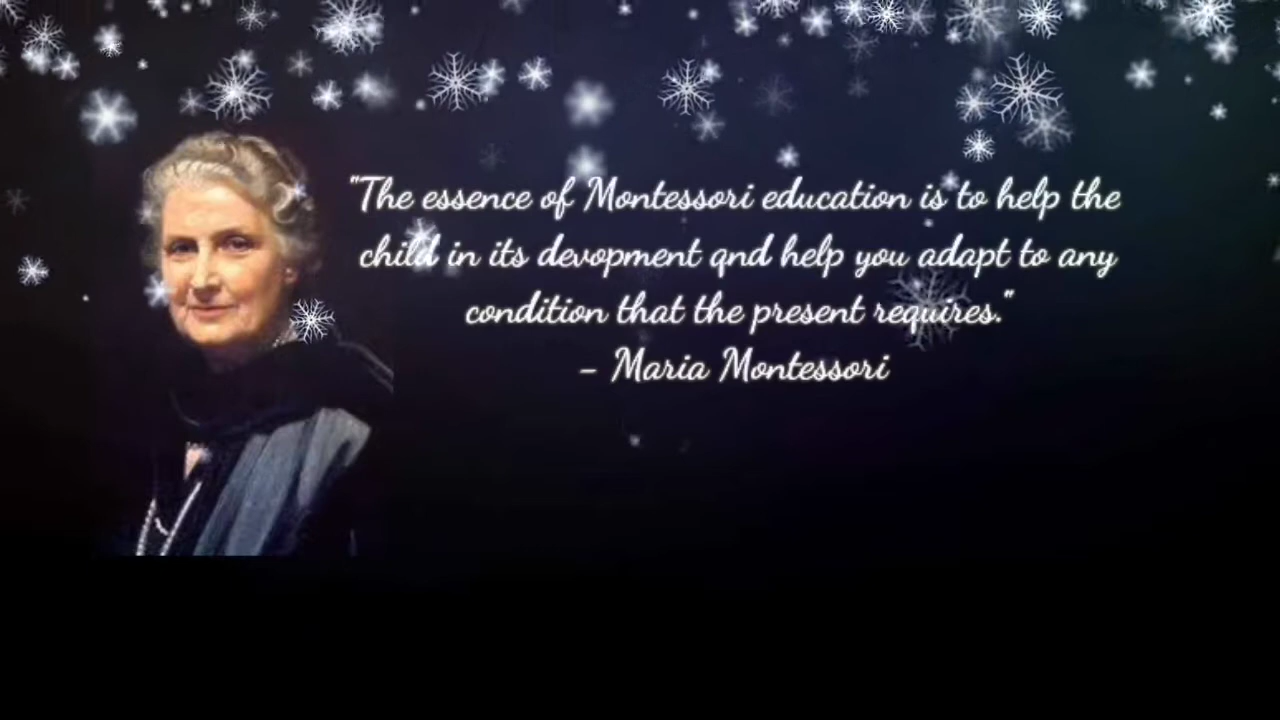 "The essence of Montessori education is to help the
child in its devopment qnd help you adapt to any
condition that the present requires."
- Maria Montessori